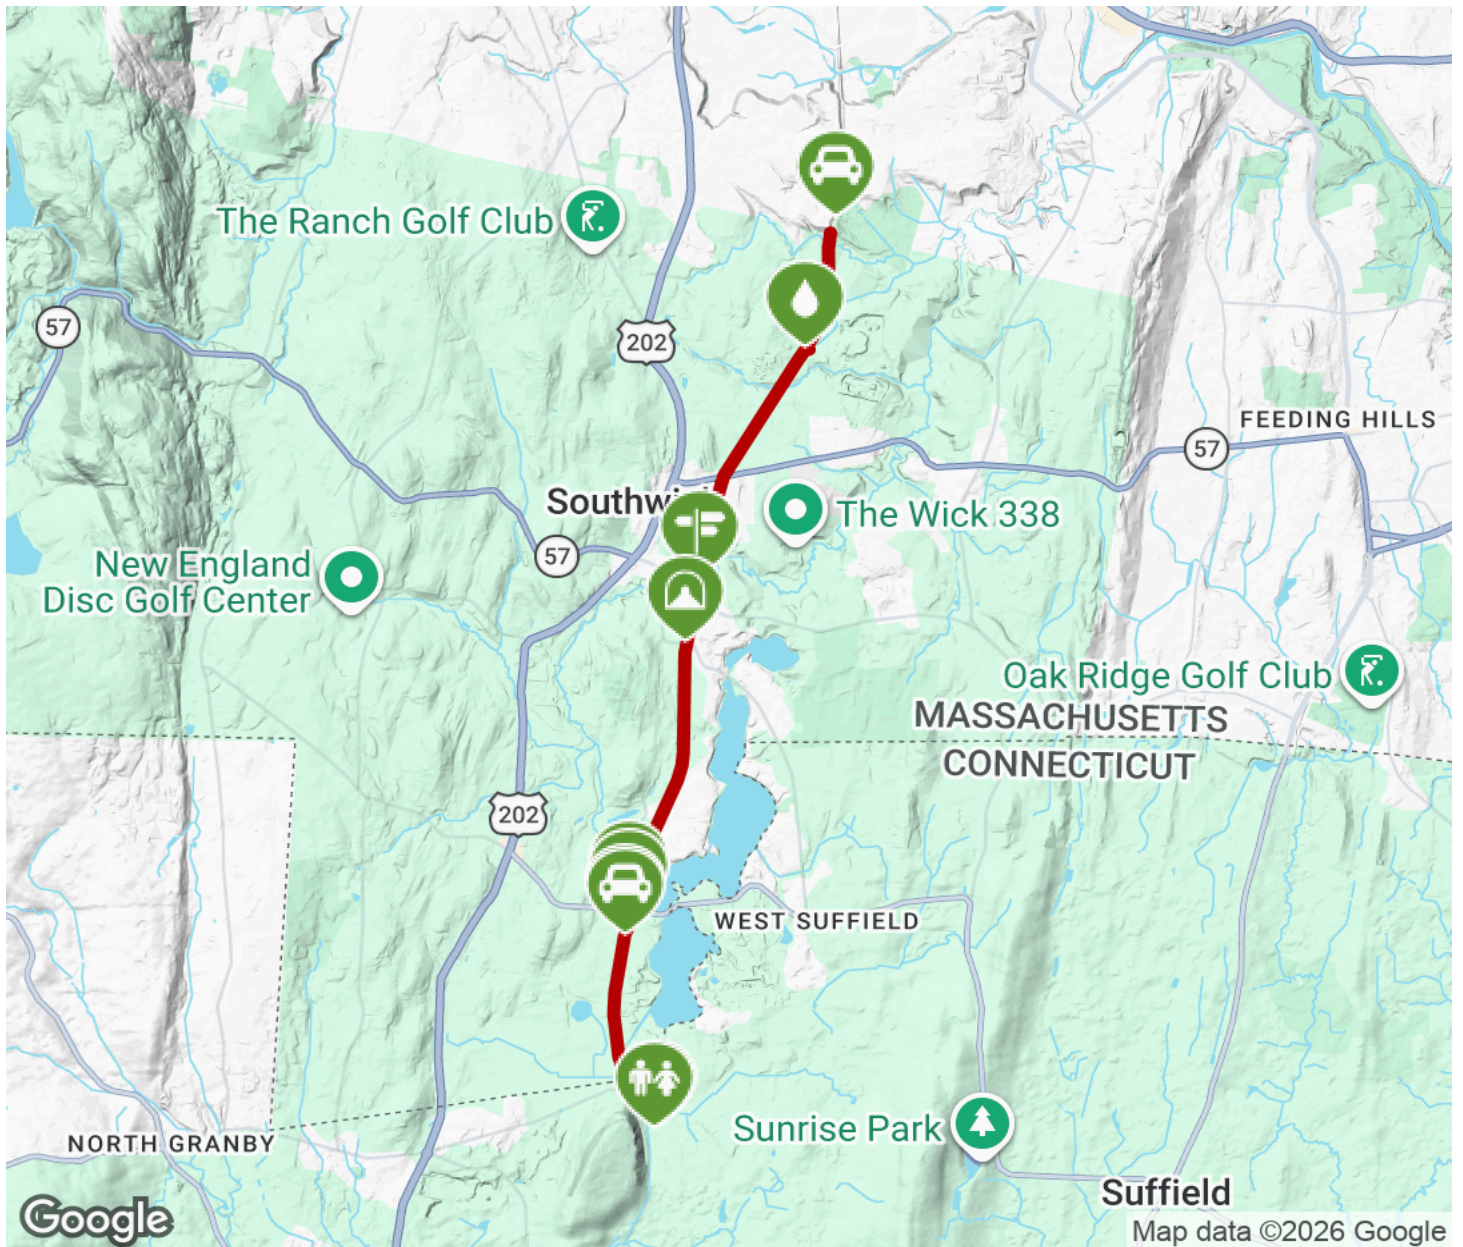 The Ranch Golf Club
57
202
FEEDING HILLS
57
The Wick 338
57
New England
Disc Golf Center
Oak Ridge Golf Club
MASSACHUSETTS
CONNECTICUT
202
WEST SUFFIELD
NORTH GRANBY
Sunrise Park
Suffield
Google
Map data ©2026 Google